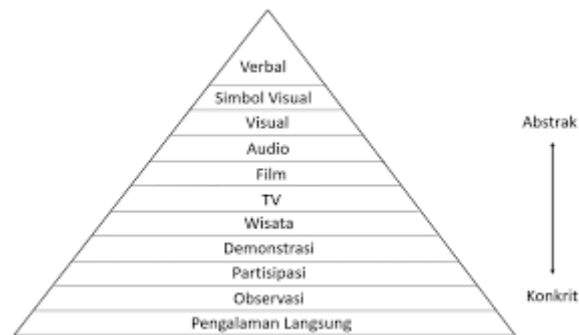 Verbal
Simbol Visual
Visual
Audio
Film
TV
Wisata
Demonstrasi
Partisipasi
Observasi
Pengalaman Langsung
Abstrak
Konkrit